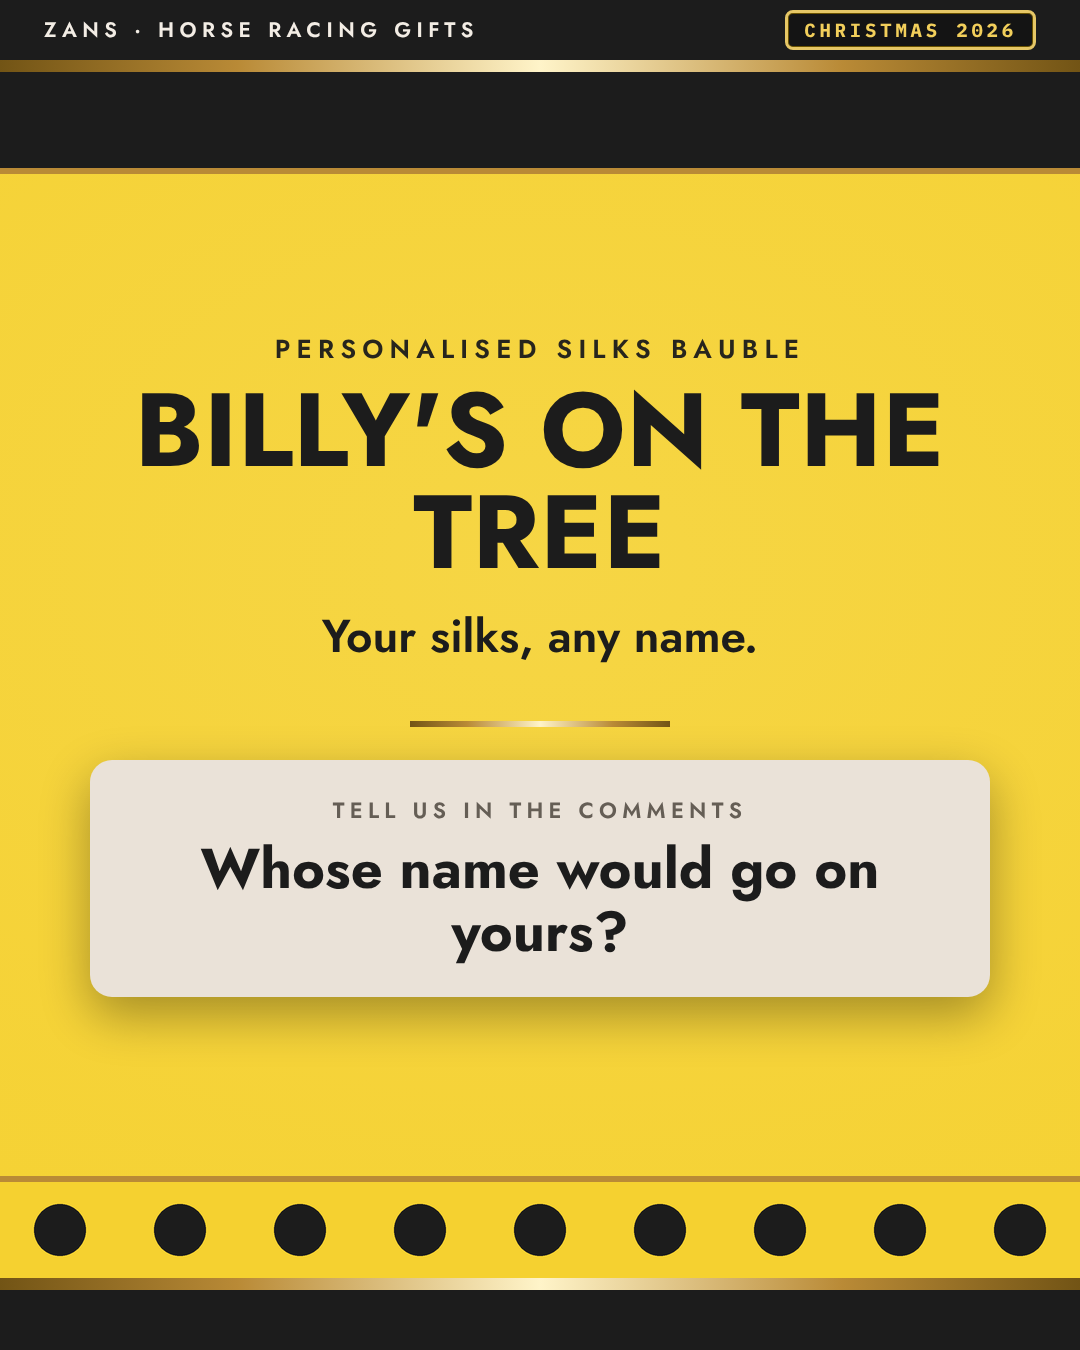 ZANS · HORSE RACING GIFTS
CHRISTMAS 2026
PERSONALISED SILKS BAUBLE
BILLY'S ON THE
TREE
Your silks, any name.
TELL US IN THE COMMENTS
Whose name would go on
yours?